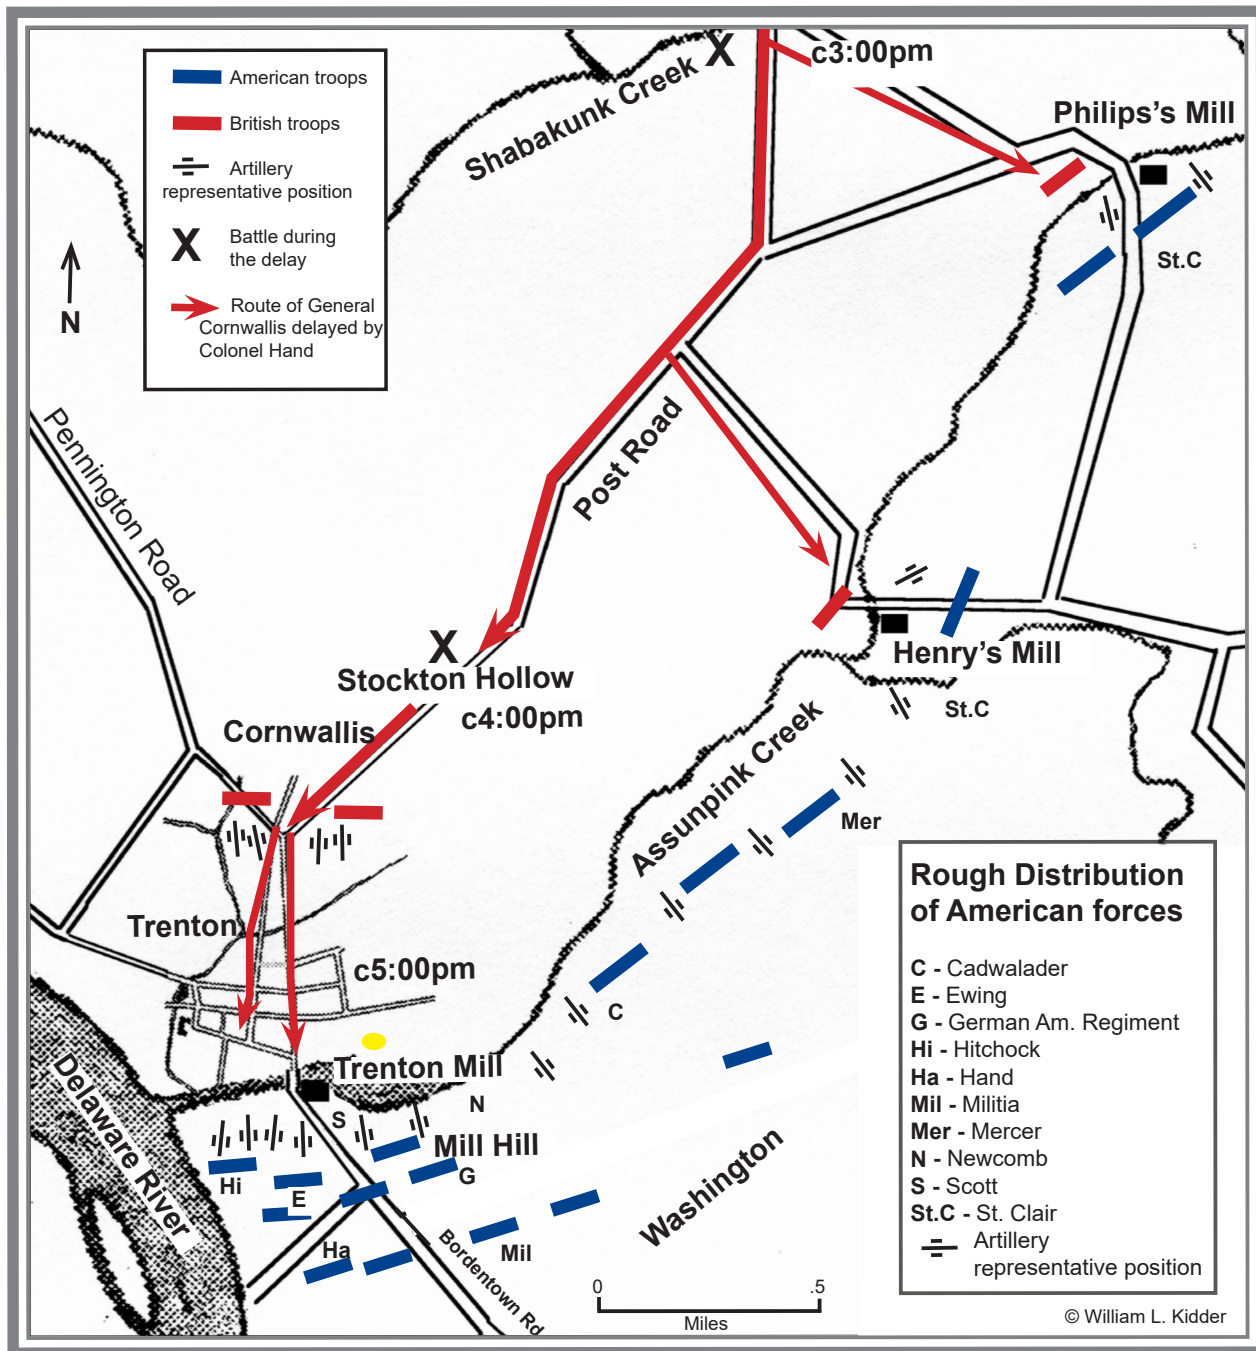 American troops
British troops
Artillery
representative position
X
Battle during
the delay
Route of General
Cornwallis delayed by
Colonel Hand
N
X
c3:00pm
Shabakunk Creek
Philips's Mill
St.C
Pennington Road
Post Road
X
Stockton Hollow
c4:00pm
Cornwallis
Henry's Mill
St.C
Assunpink Creek
Mer
Trenton
c5:00pm
C
Trenton Mill
Delaware River
S
N
Mill Hill
G
Hi
E
Ha
Mil
Bordentown Rd
Washington
0
.5
Miles
Rough Distribution
of American forces
C - Cadwalader
E - Ewing
G - German Am. Regiment
Hi - Hitchock
Ha - Hand
Mil - Militia
Mer - Mercer
N - Newcomb
S - Scott
St.C - St. Clair
Artillery
representative position
© William L. Kidder